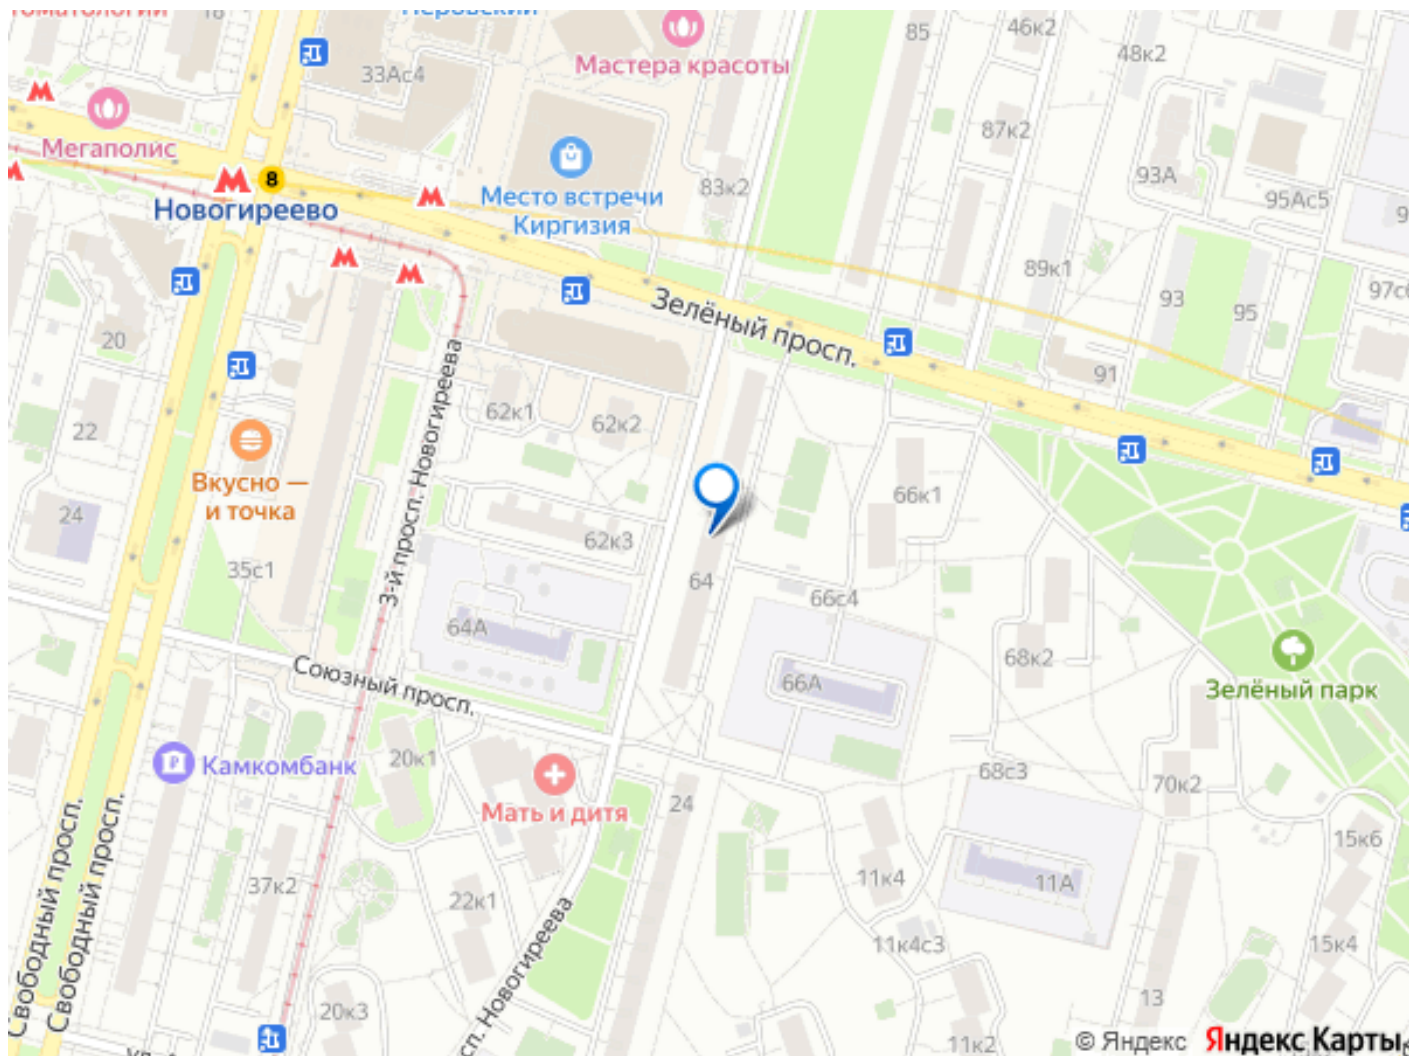 Перовский
18
85
46к2
Мастера красоты
48к2
33Ас4
Мегаполис
87к2
8
Новогиреево
Место встречи
Киргизия
83к2
93А
95Ас5
Зелёный просп.
89к1
93
95
20
91
62к1
62к2
22
3-й просп. Новогиреева
Вкусно —
и точка
66к1
24
62к3
35с1
64
66с4
64А
68к2
Союзный просп.
66А
Зелёный парк
20к1
Камкомбанк
68с3
70к2
Мать и дитя
24
15к6
Свободный просп.
Свободный просп.
37к2
22к1
11к4
11А
11к4с3
15к4
просп. Новогиреева
20к3
13
11к2
© Яндекс Яндекс Карты